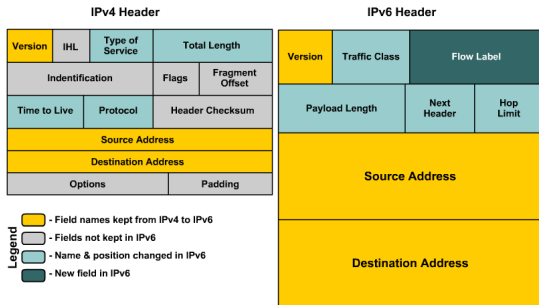 IPv4 Header
Version IHL Type of Service Total Length
Indentification Flags Fragment Offset
Time to Live Protocol Header Checksum
Source Address
Destination Address
Options Padding
Legend
- Field names kept from IPv4 to IPv6
- Fields not kept in IPv6
- Name & position changed in IPv6
- New field in IPv6
IPv6 Header
Version Traffic Class Flow Label
Payload Length Next Header Hop Limit
Source Address
Destination Address